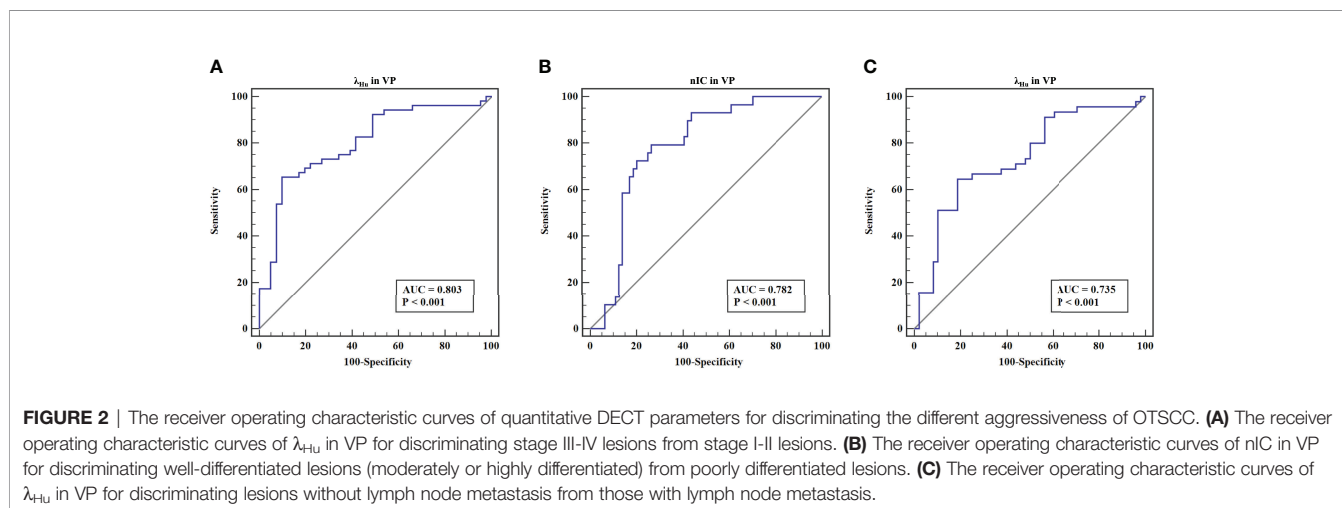 A
B
C
λHu in VP
nIC in VP
λHu in VP
100
80
60
40
20
0
Sensitivity
0 20 40 60 80 100
100-Specificity
AUC = 0.803
P < 0.001
100
80
60
40
20
0
Sensitivity
0 20 40 60 80 100
100-Specificity
AUC = 0.782
P < 0.001
100
80
60
40
20
0
Sensitivity
0 20 40 60 80 100
100-Specificity
AUC = 0.735
P < 0.001
FIGURE 2 | The receiver operating characteristic curves of quantitative DECT parameters for discriminating the different aggressiveness of OTSCC. (A) The receiver
operating characteristic curves of λHu in VP for discriminating stage III-IV lesions from stage I-II lesions. (B) The receiver operating characteristic curves of nIC in VP
for discriminating well-differentiated lesions (moderately or highly differentiated) from poorly differentiated lesions. (C) The receiver operating characteristic curves of
λHu in VP for discriminating lesions without lymph node metastasis from those with lymph node metastasis.